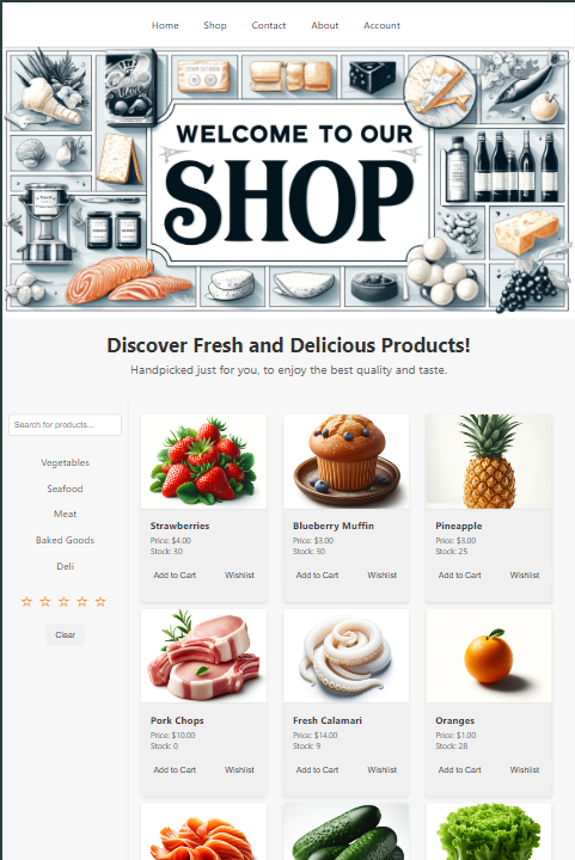 Home Shop Contact About Account
WELCOME TO OUR
SHOP
Discover Fresh and Delicious Products!
Handpicked just for you, to enjoy the best quality and taste.
Search for products...
Vegetables
Seafood
Meat
Baked Goods
Deli
☆ ☆ ☆ ☆ ☆
Clear
Strawberries
Price: $4.00
Stock: 30
Add to Cart Wishlist
Blueberry Muffin
Price: $3.00
Stock: 30
Add to Cart Wishlist
Pineapple
Price: $3.00
Stock: 25
Add to Cart Wishlist
Pork Chops
Price: $10.00
Stock: 0
Add to Cart Wishlist
Fresh Calamari
Price: $14.00
Stock: 9
Add to Cart Wishlist
Oranges
Price: $1.00
Stock: 28
Add to Cart Wishlist